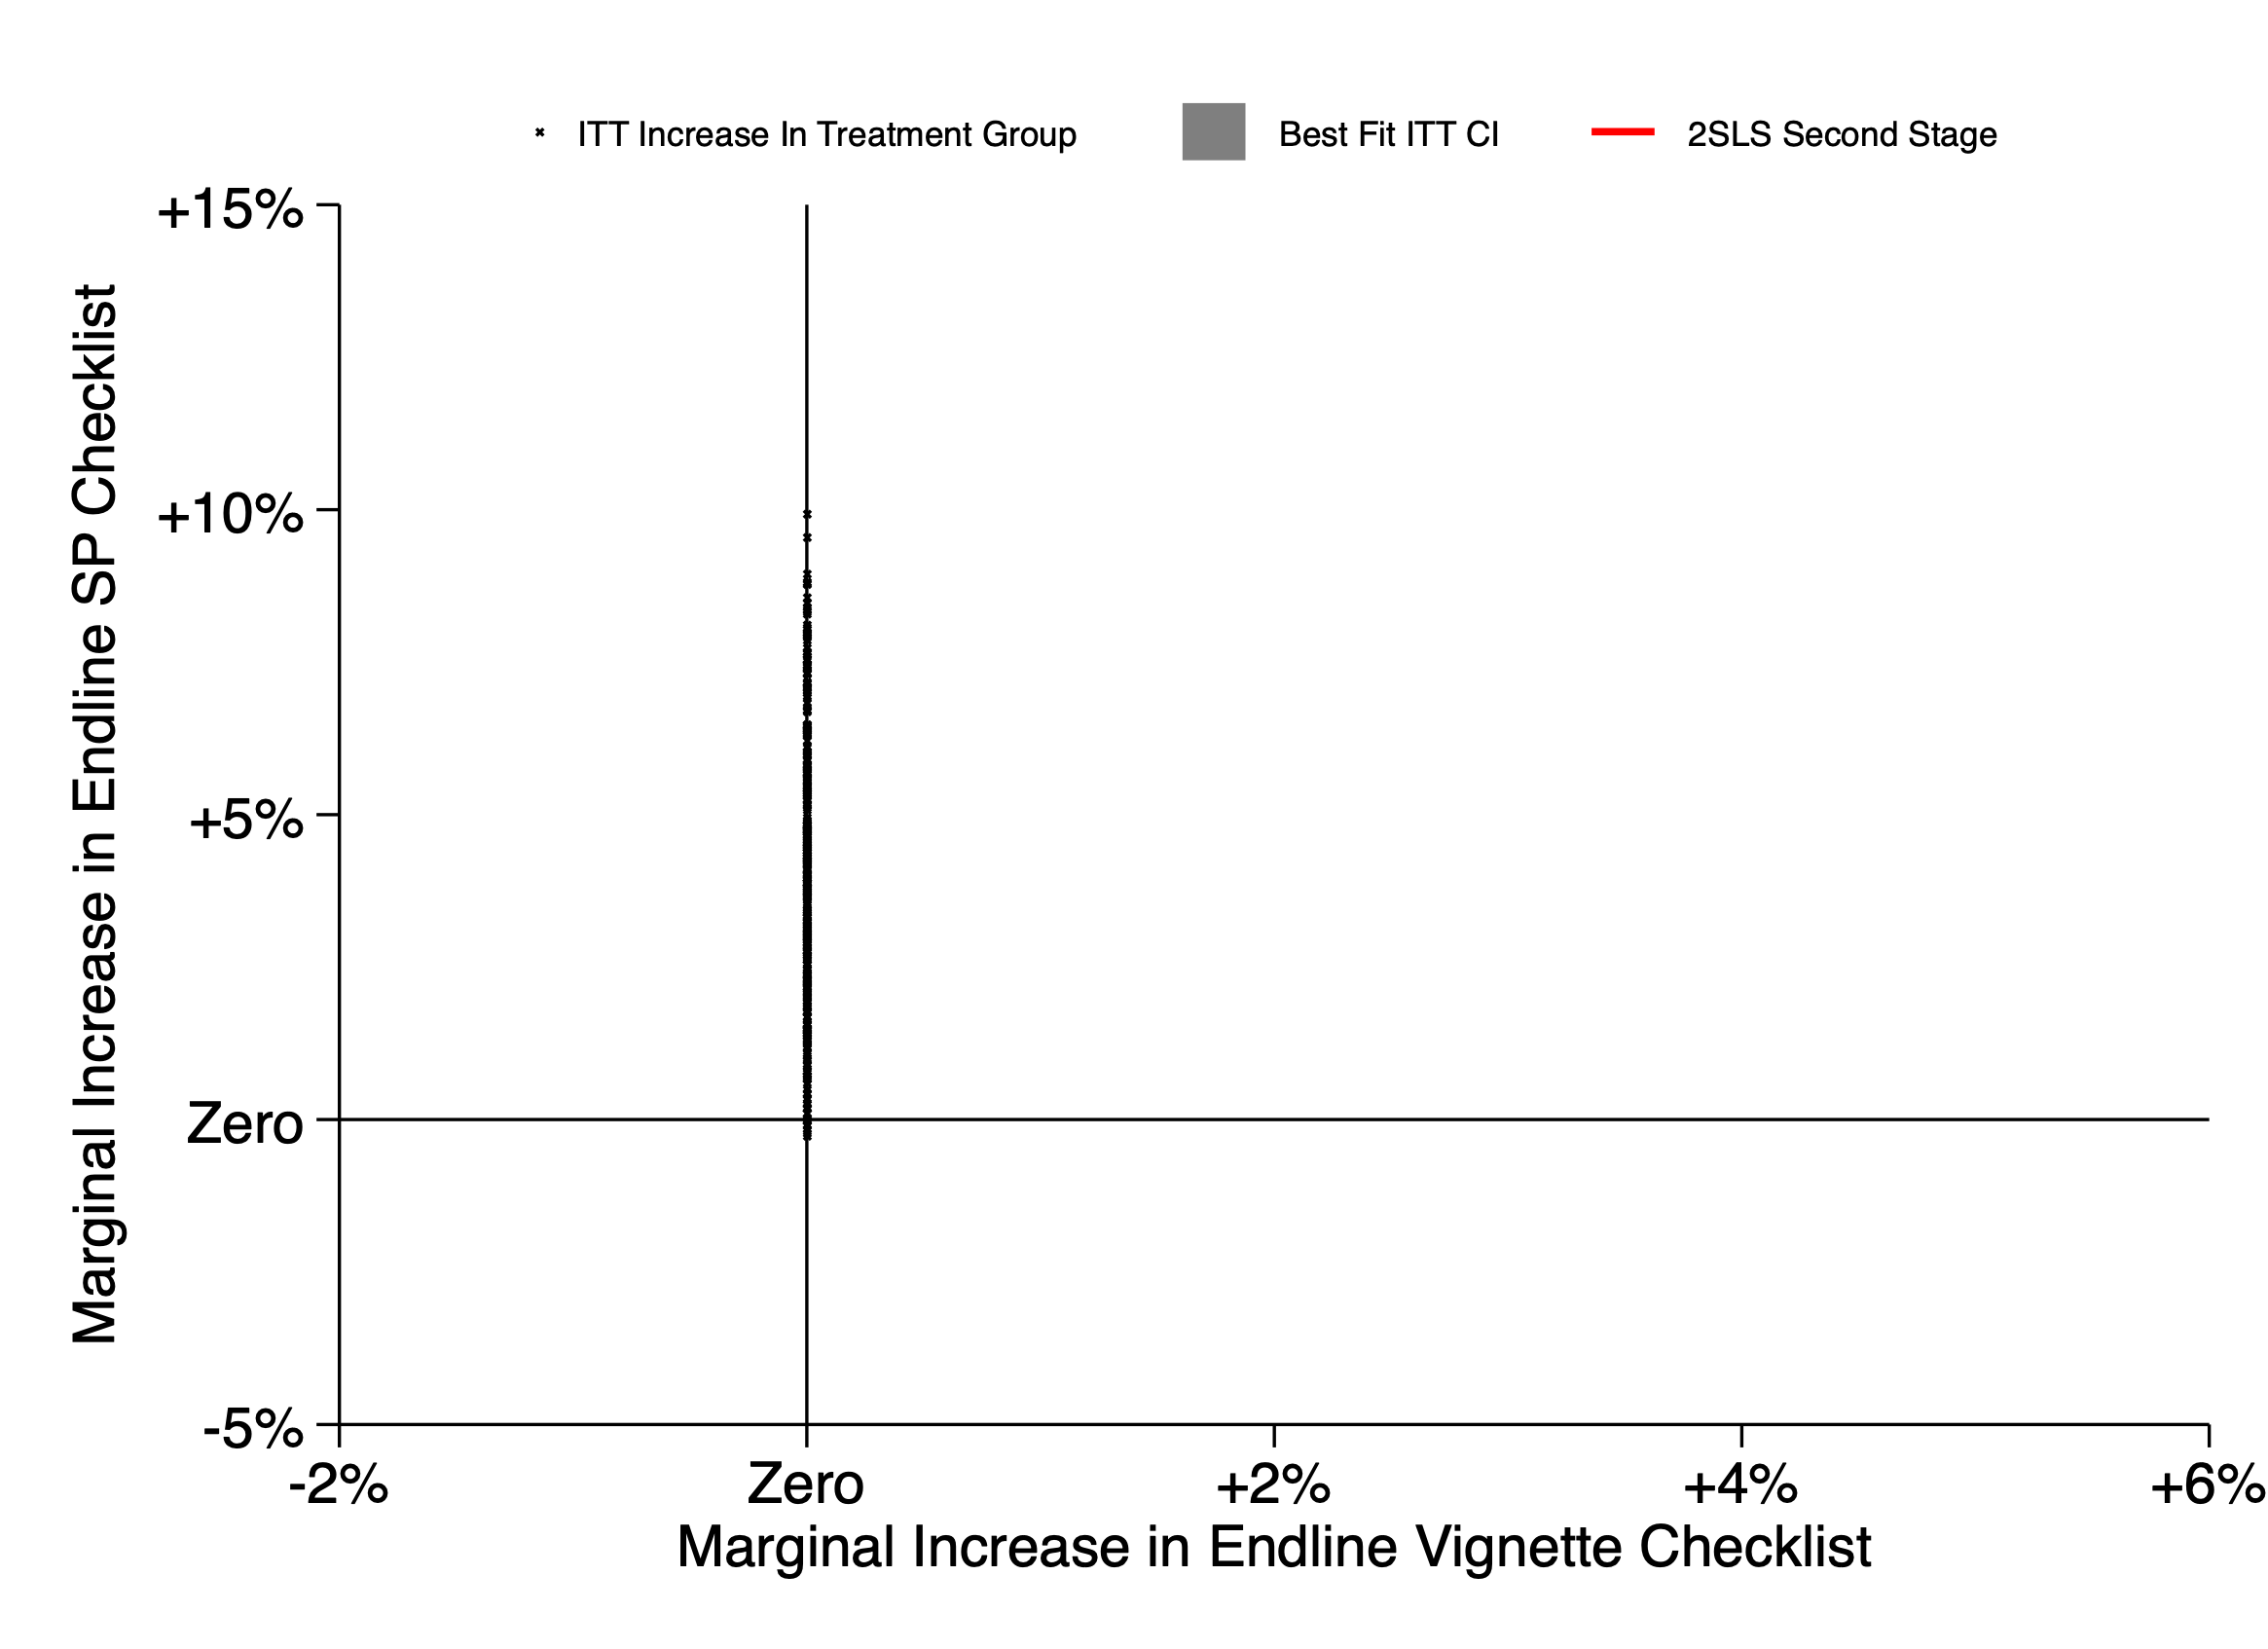 ITT Increase In Treatment Group
Best Fit ITT CI
2SLS Second Stage
Marginal Increase in Endline SP Checklist
+15%
+10%
+5%
Zero
-5%
-2%
Zero
+2%
+4%
+6%
Marginal Increase in Endline Vignette Checklist